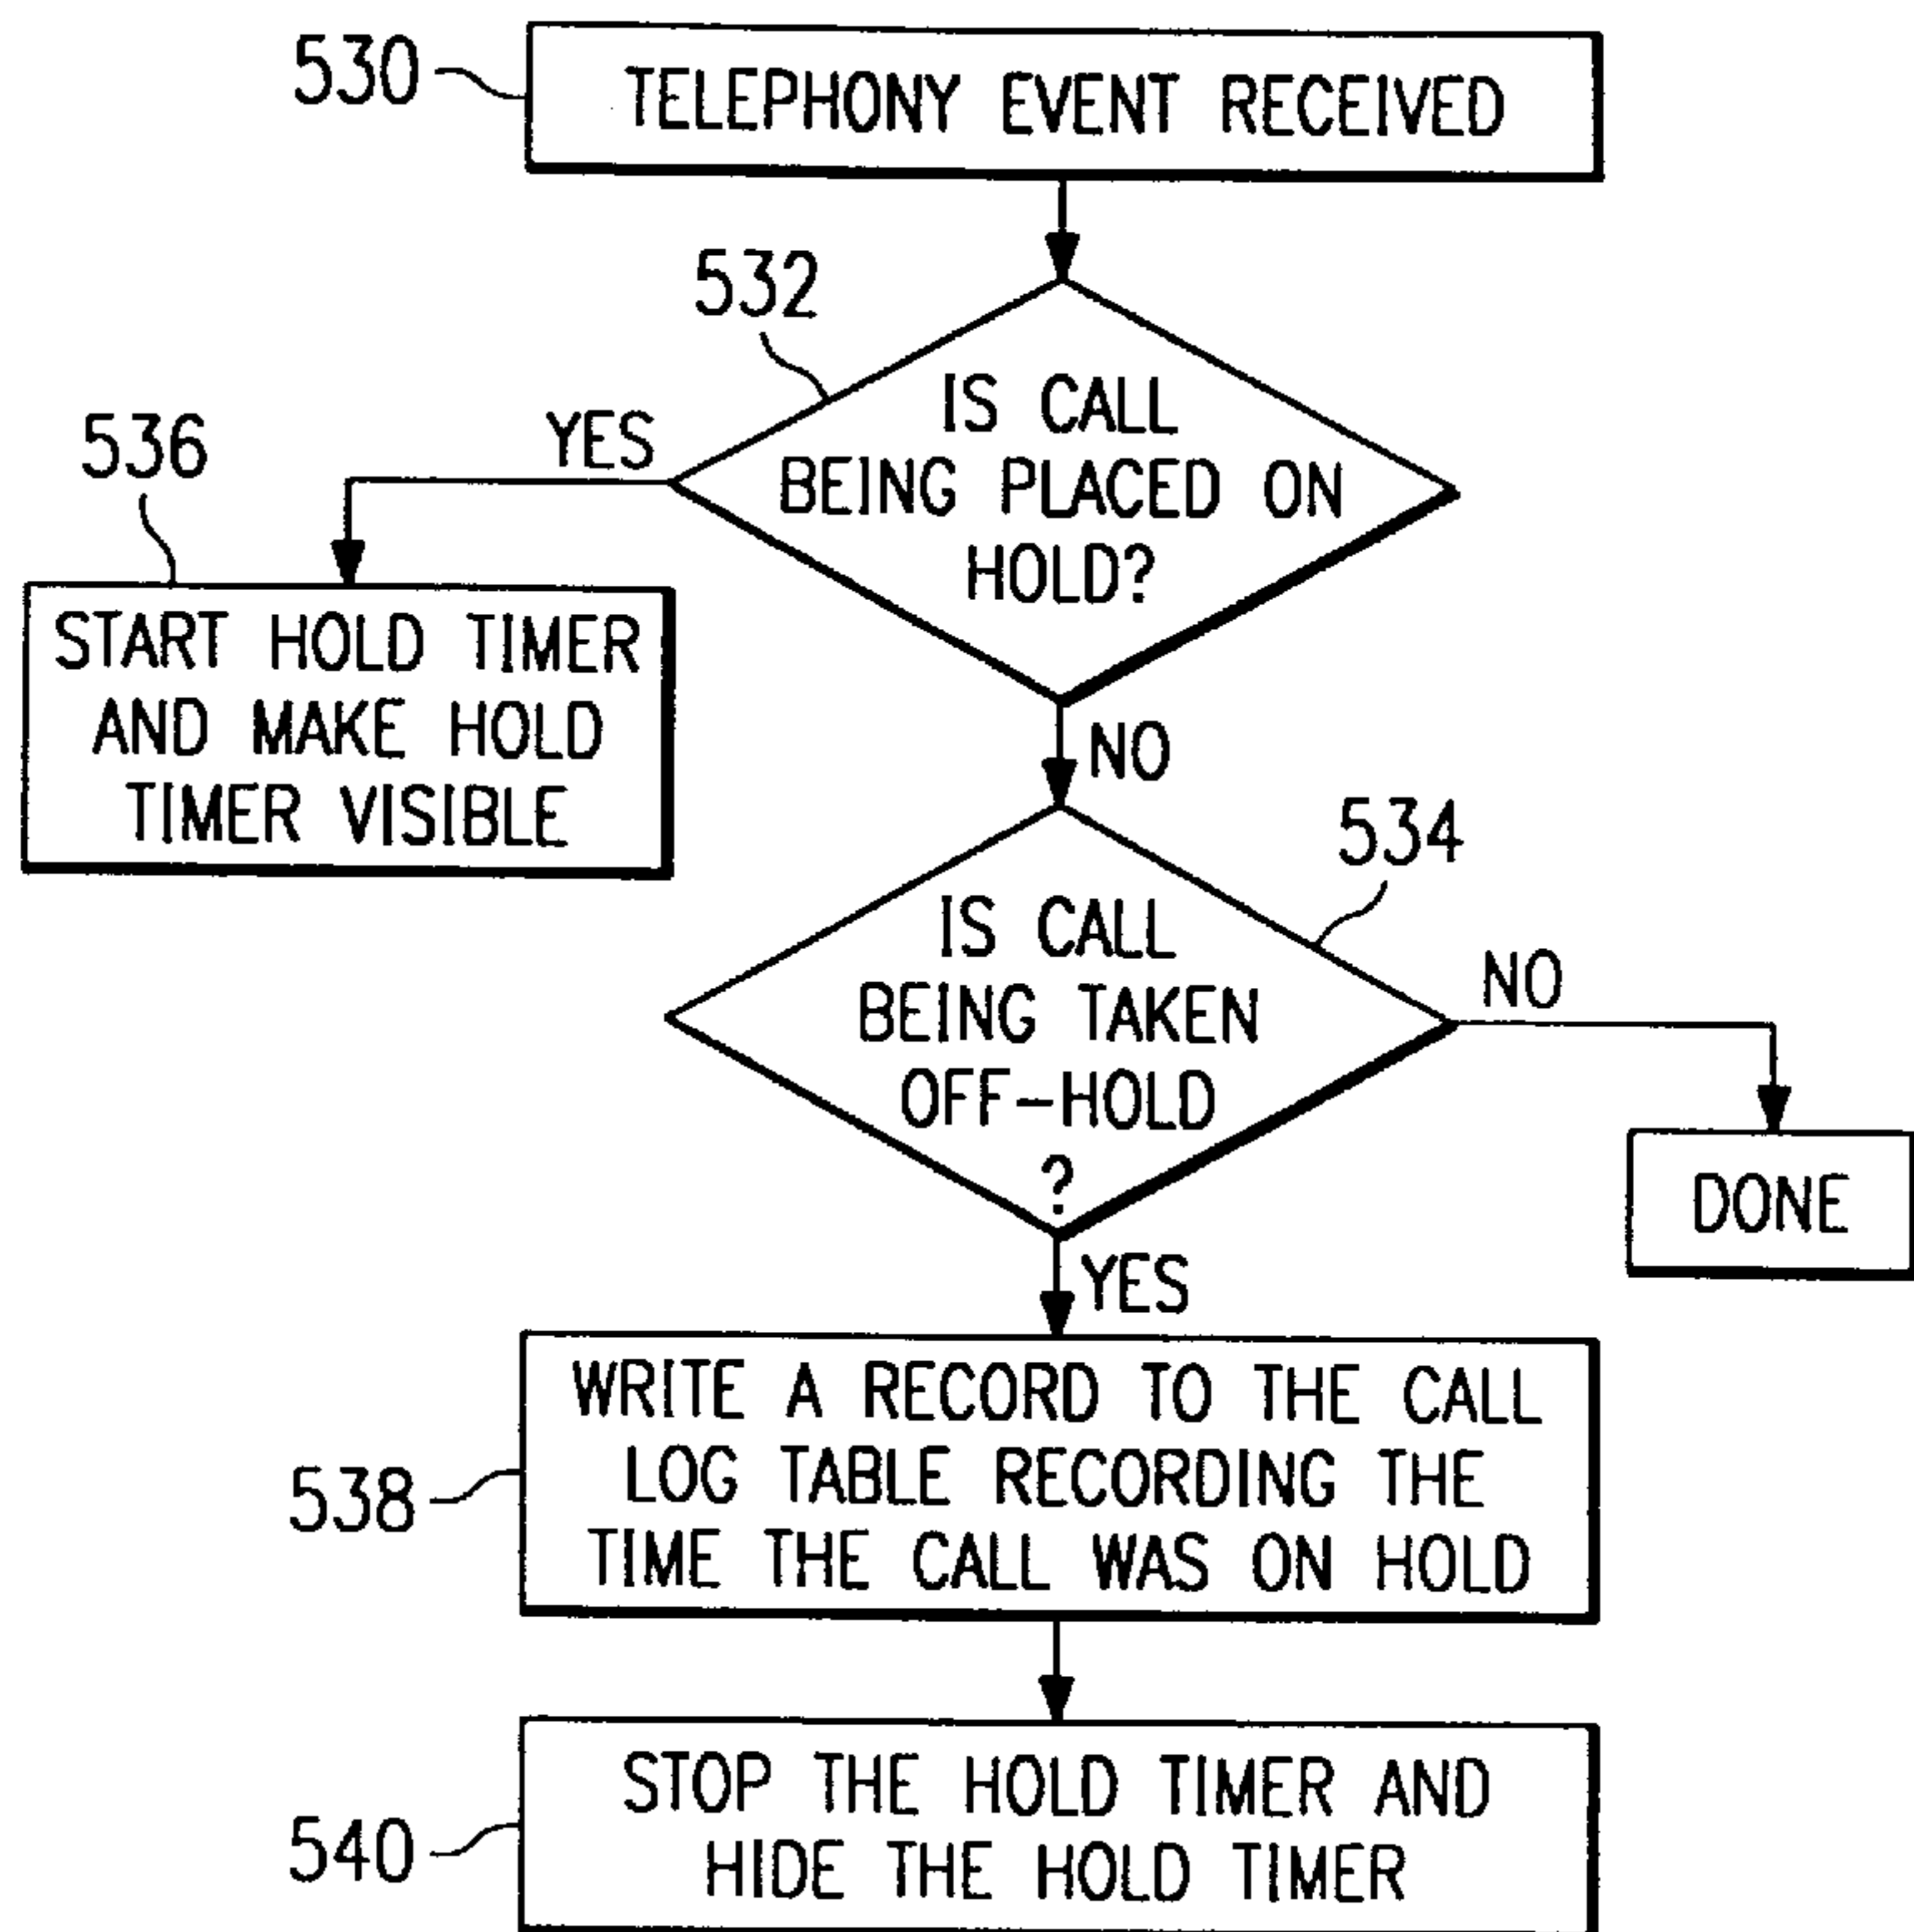 530
TELEPHONY EVENT RECEIVED
532
IS CALL
BEING PLACED ON
HOLD?
YES
536
START HOLD TIMER
AND MAKE HOLD
TIMER VISIBLE
NO
534
IS CALL
BEING TAKEN
OFF-HOLD
?
NO
DONE
YES
538
WRITE A RECORD TO THE CALL
LOG TABLE RECORDING THE
TIME THE CALL WAS ON HOLD
540
STOP THE HOLD TIMER AND
HIDE THE HOLD TIMER